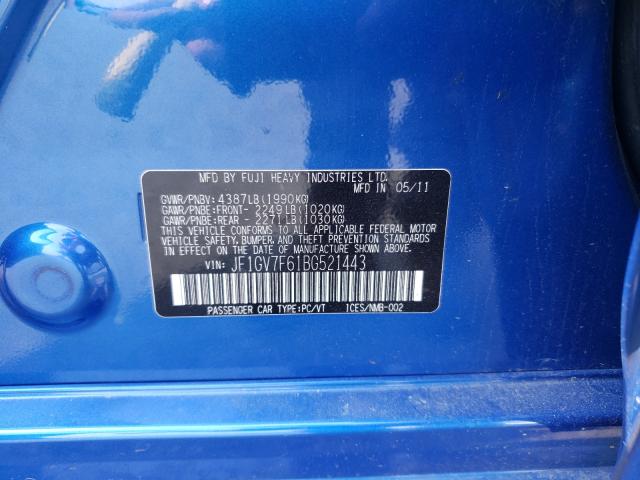 MFD BY FUJI HEAVY INDUSTRIES LTD.
MFD IN 05/11
GVWR/PNBV: 4387LB(1990KG)
GAWR/PNBE:FRONT- 2249LB(1020KG)
GAWR/PNBE:REAR - 2271LB(1030KG)
THIS VEHICLE CONFORMS TO ALL APPLICABLE FEDERAL MOTOR
VEHICLE SAFETY, BUMPER, AND THEFT PREVENTION STANDARDS
IN EFFECT ON THE DATE OF MANUFACTURE SHOWN ABOVE.
VIN: JF1GV7F61BG521443
PASSENGER CAR TYPE:PC/VT ICES/NMB-002